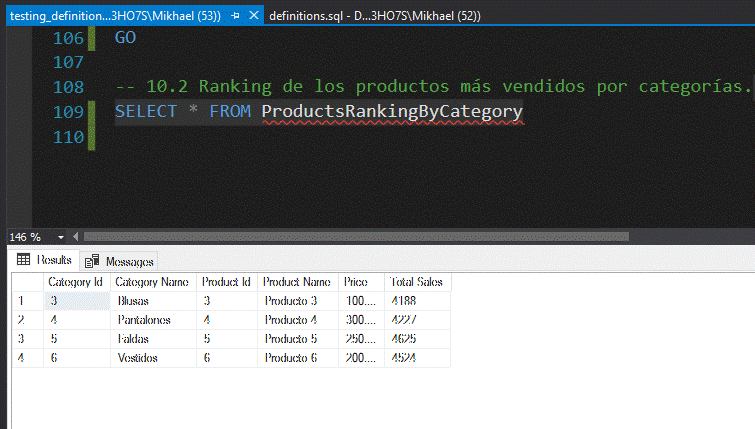 testing_definition...3HO7S\Mikhael (53)) definitions.sql - D...3HO7S\Mikhael (52))
106 GO
107
108 -- 10.2 Ranking de los productos más vendidos por categorías.
109 SELECT * FROM ProductsRankingByCategory
110
146 %
Results Messages
Category Id Category Name Product Id Product Name Price Total Sales
1 3 Blusas 3 Producto 3 100.... 4188
2 4 Pantalones 4 Producto 4 300.... 4227
3 5 Faldas 5 Producto 5 250.... 4625
4 6 Vestidos 6 Producto 6 200.... 4524